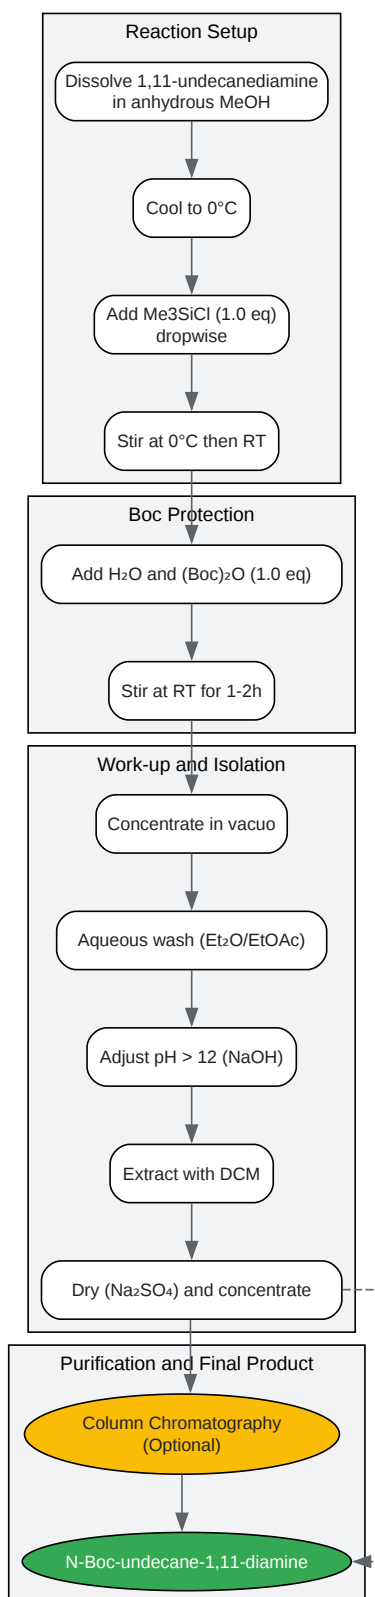 Reaction Setup
Dissolve 1,11-undecanediamine
in anhydrous MeOH
Cool to 0°C
Add Me3SiCl (1.0 eq)
dropwise
Stir at 0°C then RT
Boc Protection
Add H₂O and (Boc)₂O (1.0 eq)
Stir at RT for 1-2h
Work-up and Isolation
Concentrate in vacuo
Aqueous wash (Et₂O/EtOAc)
Adjust pH > 12 (NaOH)
Extract with DCM
Dry (Na₂SO₄) and concentrate
Purification and Final Product
Column Chromatography
(Optional)
N-Boc-undecane-1,11-diamine